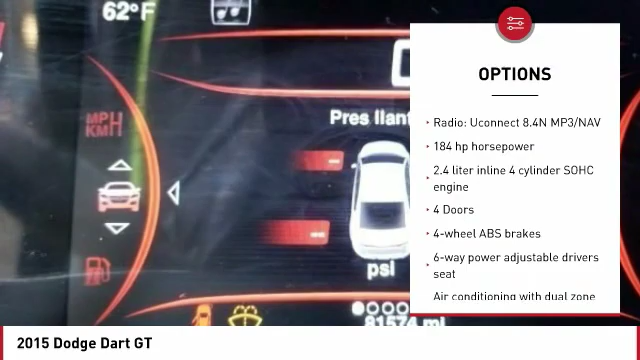 62°F
MPH
KMH
Pres llant
psi
81574 mi
OPTIONS
Radio: Uconnect 8.4N MP3/NAV
184 hp horsepower
2.4 liter inline 4 cylinder SOHC
engine
4 Doors
4-wheel ABS brakes
6-way power adjustable drivers
seat
Air conditioning with dual zone
2015 Dodge Dart GT